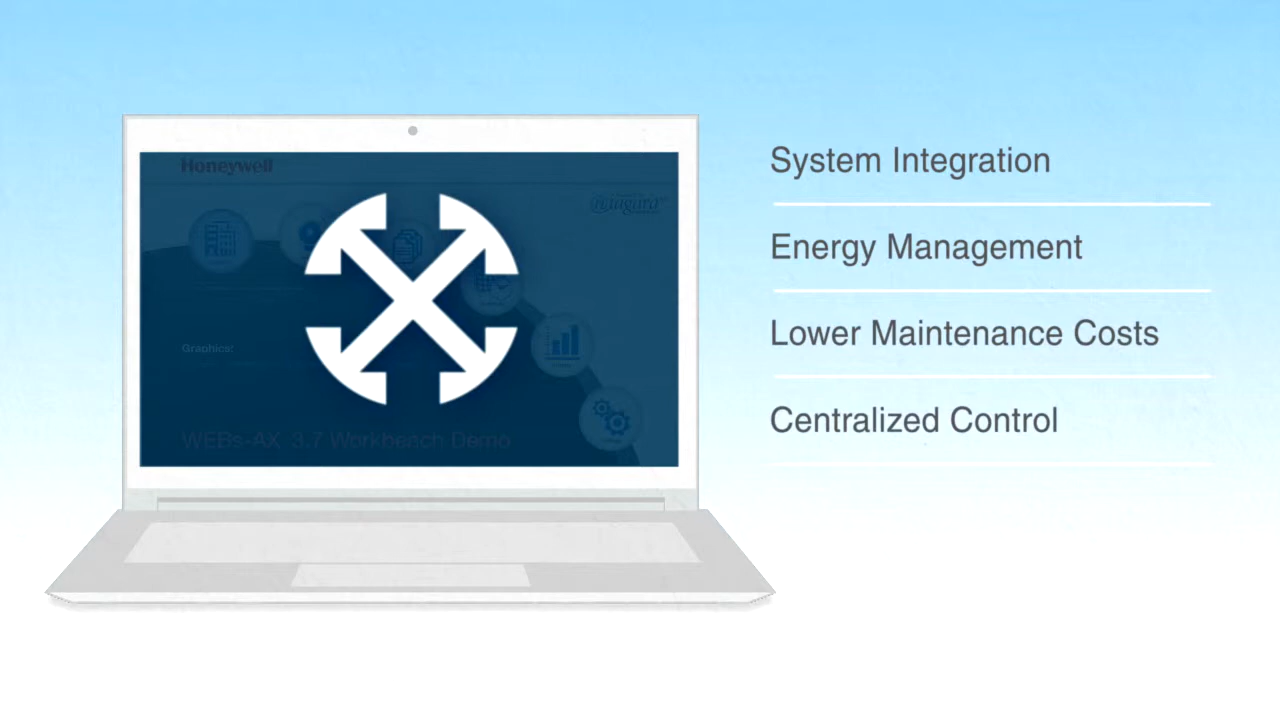 Honeywell
Niagara
Graphics:
WEBs-AX 3.7 Workbench Demo
System Integration
Energy Management
Lower Maintenance Costs
Centralized Control